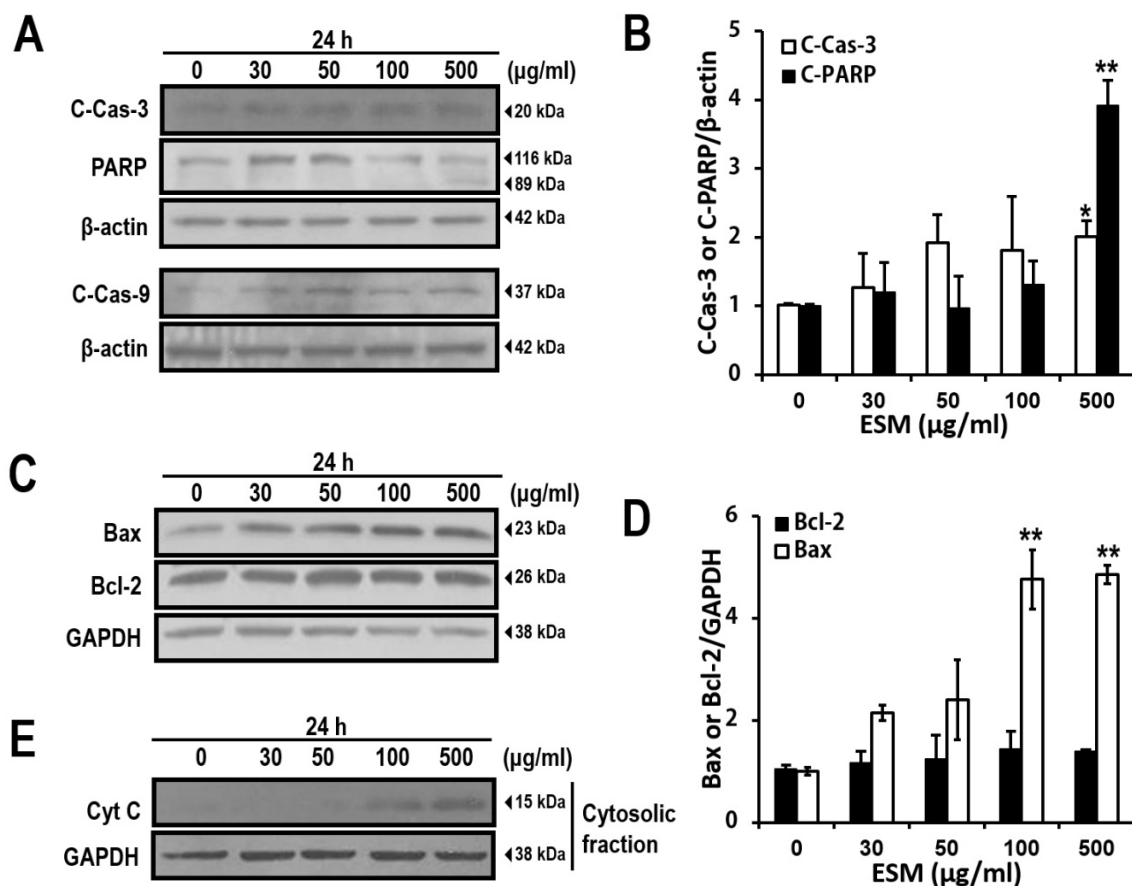 A
24 h
0 30 50 100 500 (µg/ml)
C-Cas-3 20 kDa
PARP 116 kDa
89 kDa
β-actin 42 kDa
C-Cas-9 37 kDa
β-actin 42 kDa
B
C-Cas-3 or C-PARP/β-actin
5
4
3
2
1
0
C-Cas-3
C-PARP
**
*
0 30 50 100 500
ESM (µg/ml)
C
24 h
0 30 50 100 500 (µg/ml)
Bax 23 kDa
Bcl-2 26 kDa
GAPDH 38 kDa
D
Bax or Bcl-2/GAPDH
6
4
2
0
Bcl-2
Bax
** **
0 30 50 100 500
ESM (µg/ml)
E
24 h
0 30 50 100 500 (µg/ml)
Cyt C 15 kDa
GAPDH 38 kDa
Cytosolic
fraction